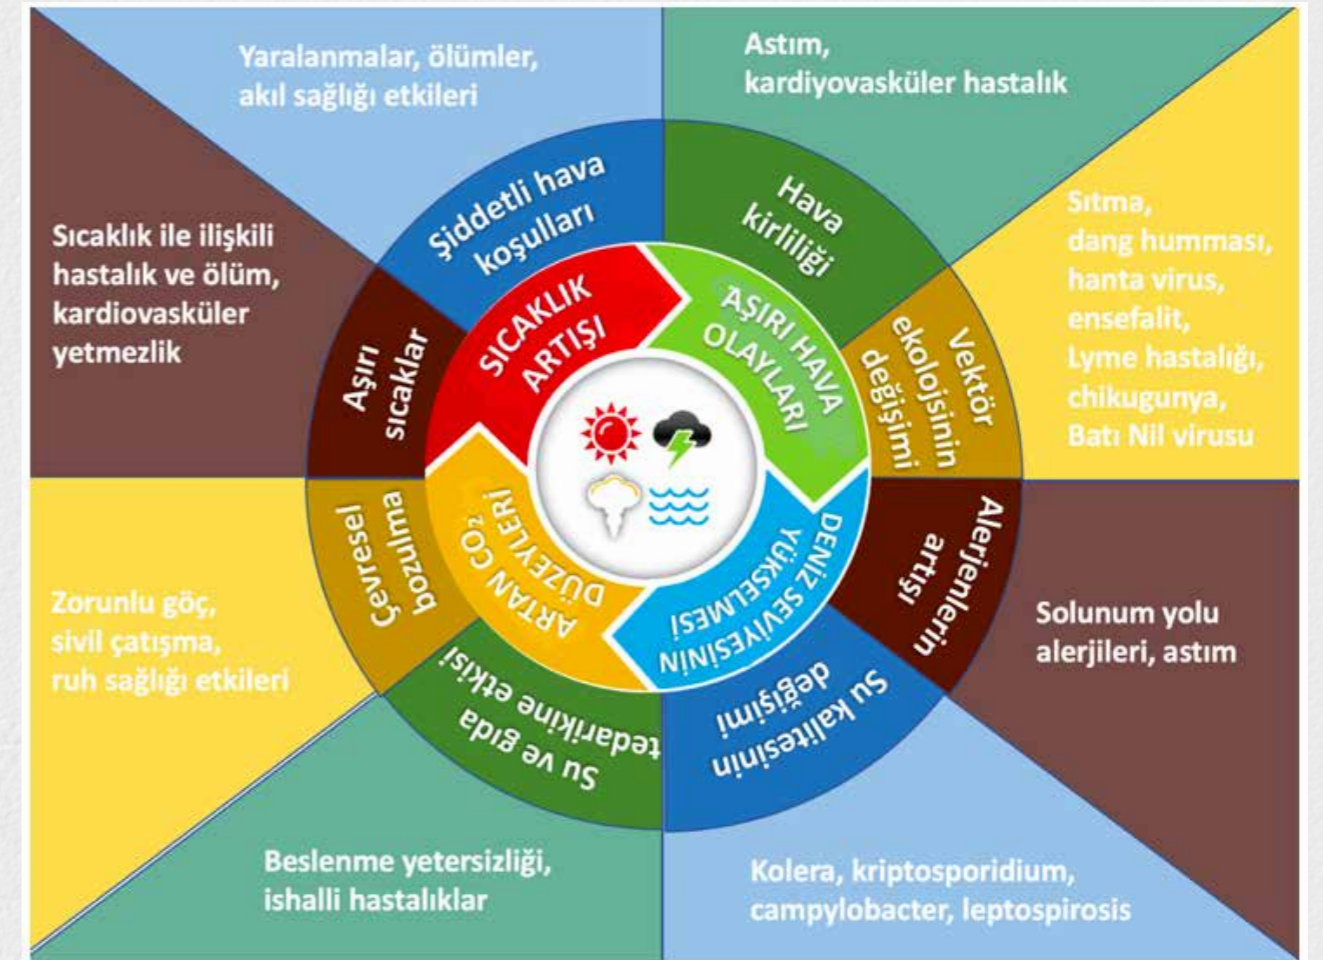 Yaralanmalar, ölümler,
akıl sağlığı etkileri
Astım,
kardiyovasküler hastalık
Sıtma,
dang humması,
hanta virus,
ensefalit,
Lyme hastalığı,
chikugunya,
Batı Nil virusu
Solunum yolu
alerjileri, astım
Kolera, kriptosporidium,
campylobacter, leptospirosis
Beslenme yetersizliği,
ishalli hastalıklar
Zorunlu göç,
sivil çatışma,
ruh sağlığı etkileri
Sıcaklık ile ilişkili
hastalık ve ölüm,
kardiovasküler
yetmezlik
Şiddetli hava
koşulları
Hava
kirliliği
Vektör
ekolojsinin
değişimi
Alerjenlerin
artışı
Su kalitesinin
değişimi
Su ve gıda
tedarikine etkisi
Çevresel
bozulma
Aşırı
sıcaklar
SICAKLIK
ARTIŞI
AŞIRI HAVA
OLAYLARI
DENİZ SEVİYESİNİN
YÜKSELMESİ
ARTAN CO₂
DÜZEYLERİ